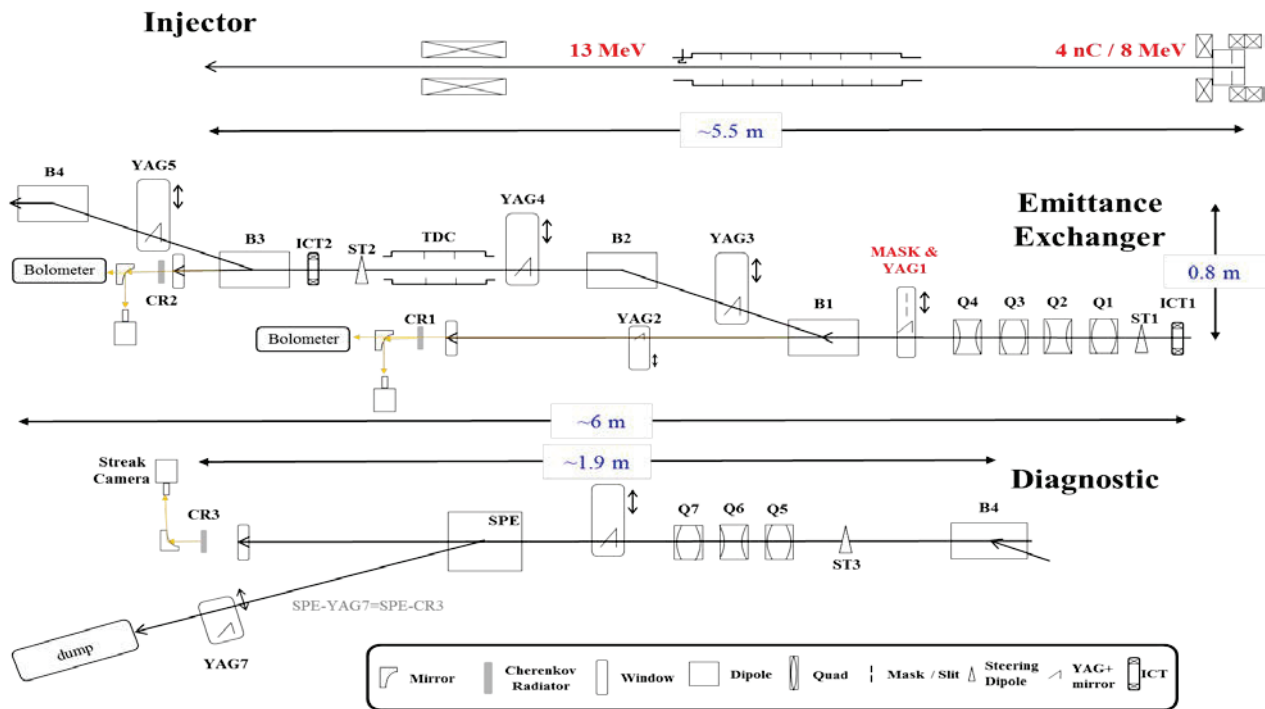 Injector
13 MeV
4 nC / 8 MeV
~5.5 m
B4
YAG5
B3
ICT2
ST2
TDC
YAG4
B2
YAG3
MASK &
YAG1
Emittance
Exchanger
0.8 m
Bolometer
CR2
Bolometer
CR1
YAG2
B1
Q4
Q3
Q2
Q1
ST1
ICT1
~6 m
~1.9 m
Diagnostic
Streak
Camera
CR3
SPE
Q7
Q6
Q5
ST3
B4
SPE-YAG7=SPE-CR3
dump
YAG7
Mirror
Cherenkov
Radiator
Window
Dipole
Quad
Mask / Slit
Steering
Dipole
YAG+
mirror
ICT